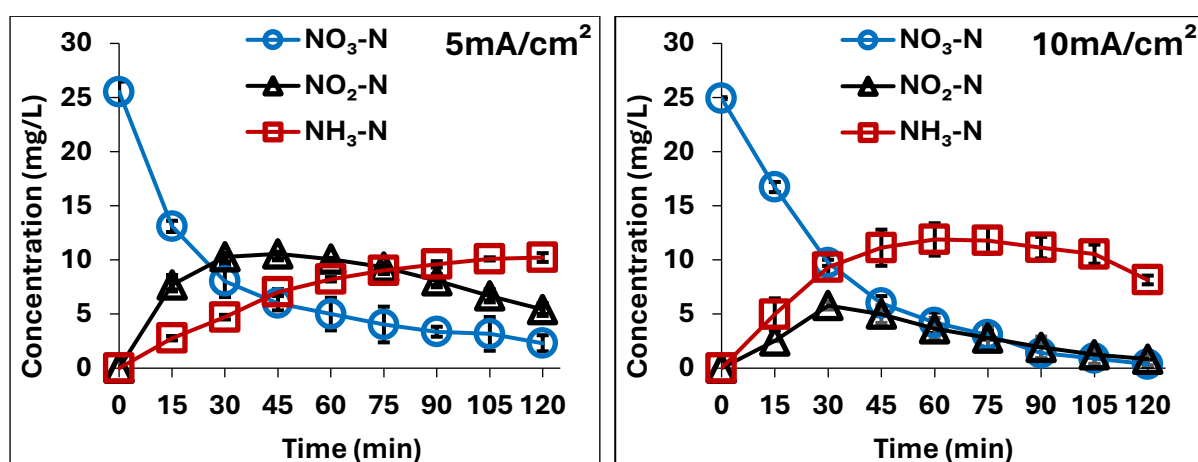 5mA/cm²
NO₃-N
NO₂-N
NH₃-N
Concentration (mg/L)
30
25
20
15
10
5
0
0 15 30 45 60 75 90 105 120
Time (min)
10mA/cm²
NO₃-N
NO₂-N
NH₃-N
Concentration (mg/L)
30
25
20
15
10
5
0
0 15 30 45 60 75 90 105 120
Time (min)